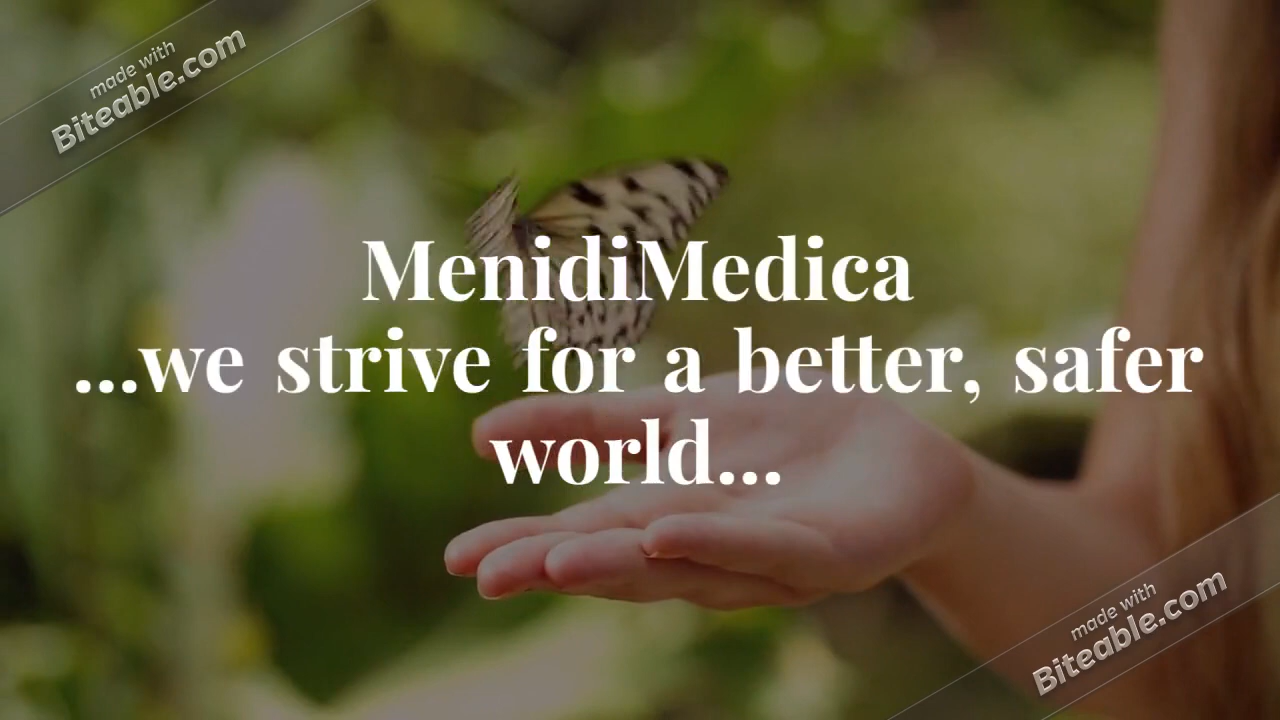 made with
Biteable.com
MenidiMedica
...we strive for a better, safer
world...
made with
Biteable.com